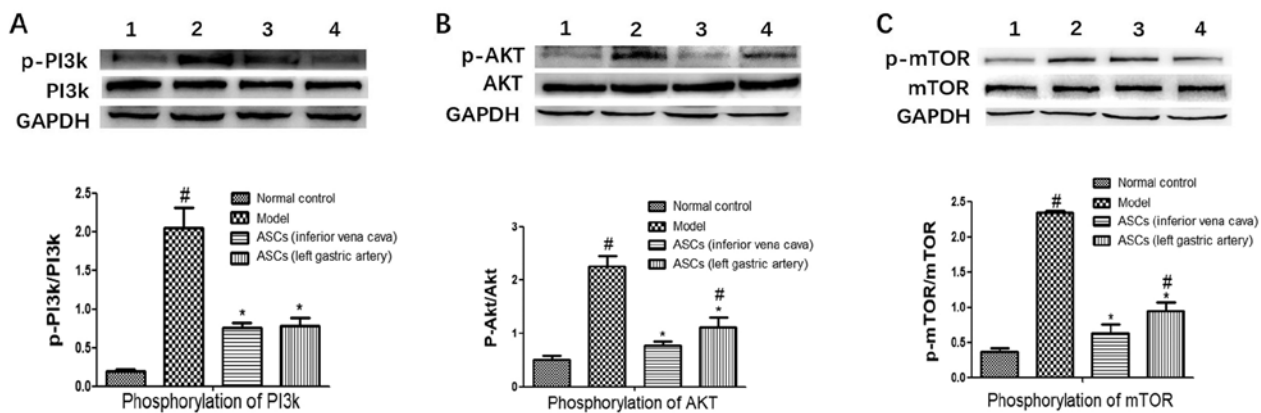 A
1 2 3 4
p-PI3k
PI3k
GAPDH
#
* *
2.5
2.0
1.5
1.0
0.5
0.0
p-PI3k/PI3k
Normal control
Model
ASCs (inferior vena cava)
ASCs (left gastric artery)
Phosphorylation of PI3k
B
1 2 3 4
p-AKT
AKT
GAPDH
#
*
#
*
3
2
1
0
P-Akt/Akt
Normal control
Model
ASCs (inferior vena cava)
ASCs (left gastric artery)
Phosphorylation of AKT
C
1 2 3 4
p-mTOR
mTOR
GAPDH
#
*
#
*
2.5
2.0
1.5
1.0
0.5
0.0
p-mTOR/mTOR
Normal control
Model
ASCs (inferior vena cava)
ASCs (left gastric artery)
Phosphorylation of mTOR